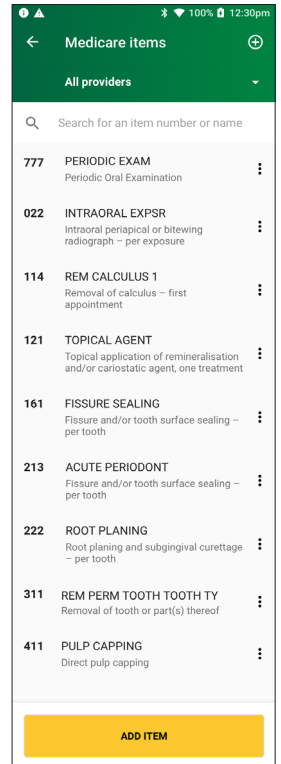 100% 12:30pm
Medicare items
All providers
Search for an item number or name
777 PERIODIC EXAM
Periodic Oral Examination
022 INTRAORAL EXPSR
Intraoral periapical or bitewing
radiograph – per exposure
114 REM CALCULUS 1
Removal of calculus – first
appointment
121 TOPICAL AGENT
Topical application of remineralisation
and/or cariostatic agent, one treatment
161 FISSURE SEALING
Fissure and/or tooth surface sealing –
per tooth
213 ACUTE PERIODONT
Fissure and/or tooth surface sealing –
per tooth
222 ROOT PLANING
Root planing and subgingival curettage
– per tooth
311 REM PERM TOOTH TOOTH TY
Removal of tooth or part(s) thereof
411 PULP CAPPING
Direct pulp capping
ADD ITEM